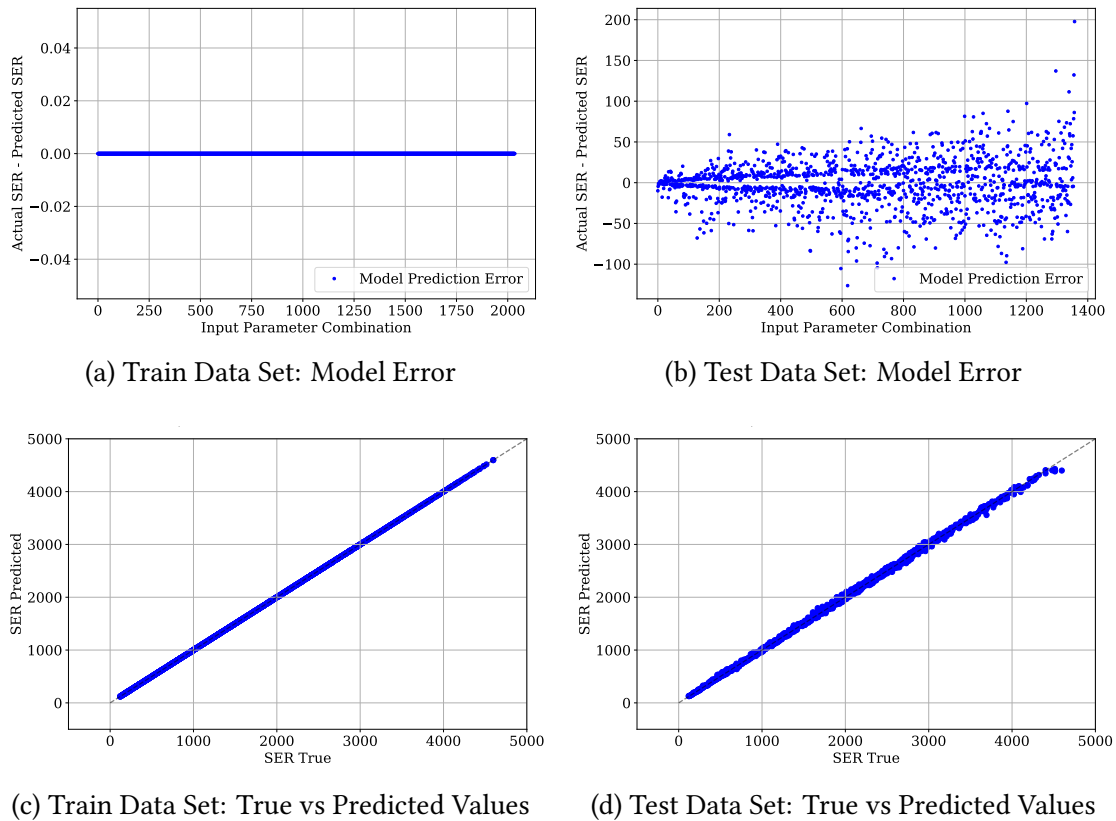 0.04
0.02
0.00
−0.02
−0.04
Actual SER - Predicted SER
Model Prediction Error
0 250 500 750 1000 1250 1500 1750 2000
Input Parameter Combination
(a) Train Data Set: Model Error
200
150
100
50
0
−50
−100
Actual SER - Predicted SER
Model Prediction Error
0 200 400 600 800 1000 1200 1400
Input Parameter Combination
(b) Test Data Set: Model Error
5000
4000
3000
2000
1000
0
SER Predicted
0 1000 2000 3000 4000 5000
SER True
(c) Train Data Set: True vs Predicted Values
5000
4000
3000
2000
1000
0
SER Predicted
0 1000 2000 3000 4000 5000
SER True
(d) Test Data Set: True vs Predicted Values